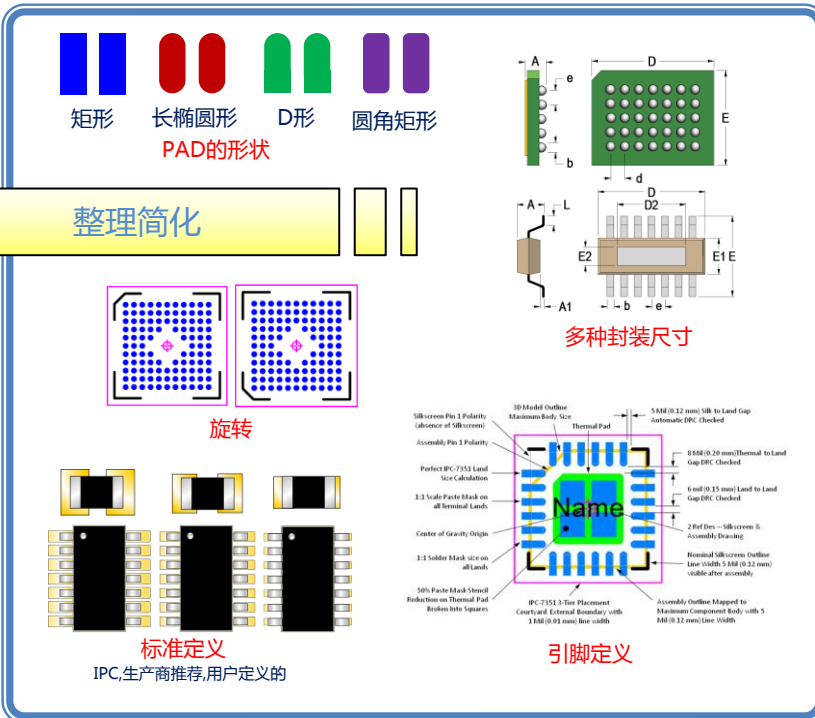 矩形
长椭圆形
D形
圆角矩形
PAD的形状
A
D
e
E
b
d
整理简化
A
L
D
D2
E2
E1
E
A1
b
e
多种封装尺寸
旋转
3D Model Outline
Maximum Body Size
Silkscreen Pin 1 Polarity
(absence of Silkscreen)
Thermal Pad
5 Mil (0.12 mm) Silk to Land Gap
Automatic DRC Checked
Assembly Pin 1 Polarity
8 Mil (0.20 mm)Thermal to Land
Gap DRC Checked
Perfect IPC-7351 Land
Size Calculation
6 mil (0.15 mm) Land to Land
Gap DRC Checked
1:1 Scale Paste Mask on
all Terminal Lands
Name
Center of Gravity Origin
2 Ref Des – Silkscreen &
Assembly Drawing
1:1 Solder Mask size on
all Lands
Nominal Silkscreen Outline
Line Width 5 Mil (0.12 mm)
visible after assembly
50% Paste Mask Stencil
Reduction on Thermal Pad
Broken Into Squares
IPC-7351 3-Tier Placement
Courtyard External Boundary with
1 Mil (0.01 mm) line width
Assembly Outline Mapped to
Maximum Component Body with 5
Mil (0.12 mm) Line Width
引脚定义
标准定义
IPC,生产商推荐,用户定义的